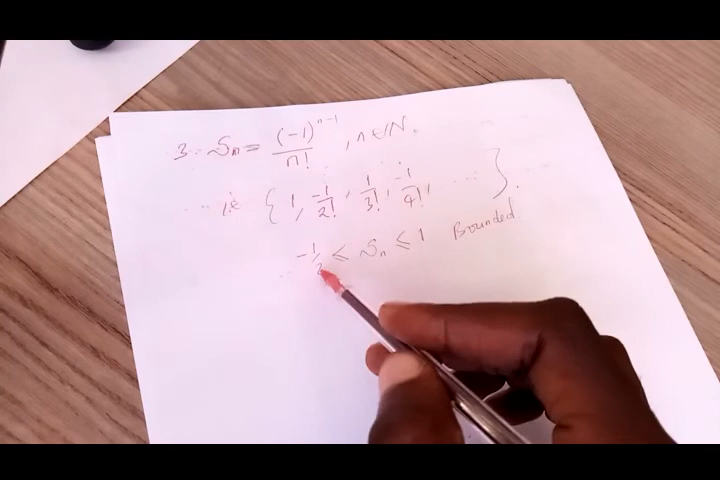 3. Sₙ = (-1)ⁿ⁻¹/n! , n∈ℕ.
i.e { 1, -1/2!, 1/3!, -1/4!, ... }.
-1/2 ≤ Sₙ ≤ 1 Bounded